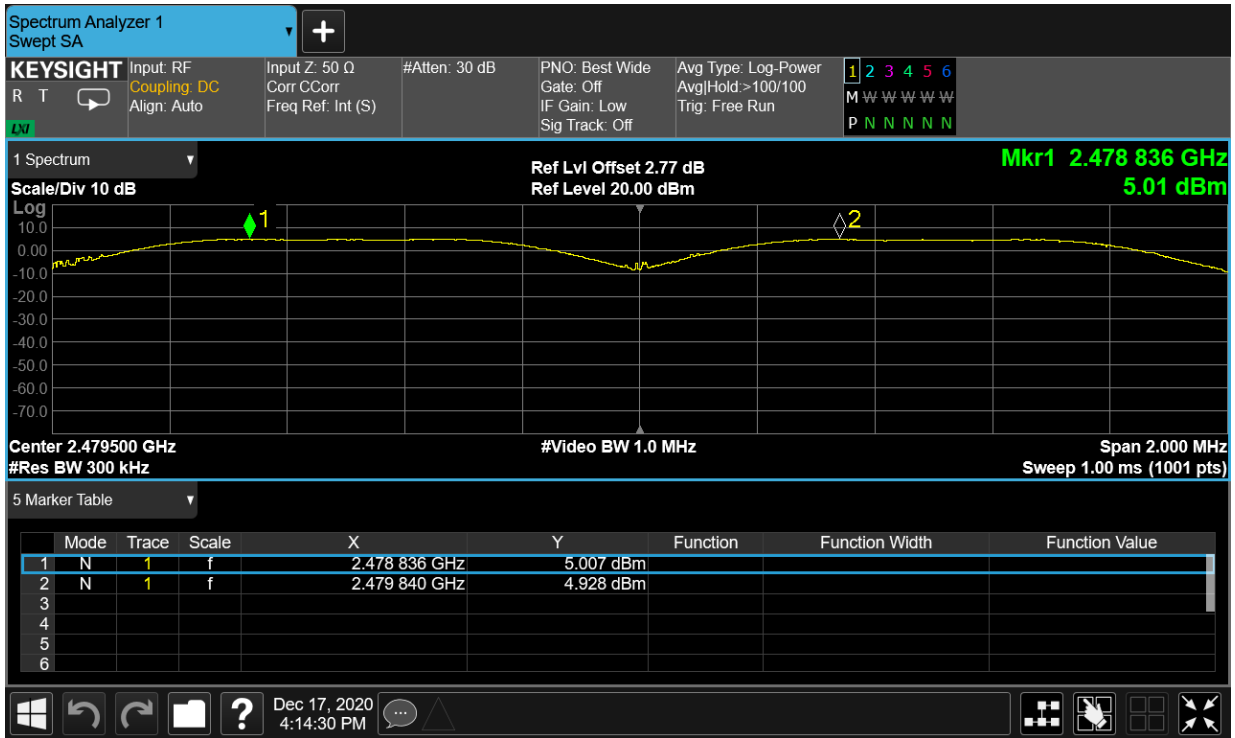 Spectrum Analyzer 1
Swept SA
KEYSIGHT
R T
LXI
Input: RF
Coupling: DC
Align: Auto
Input Z: 50 Ω
Corr CCorr
Freq Ref: Int (S)
#Atten: 30 dB
PNO: Best Wide
Gate: Off
IF Gain: Low
Sig Track: Off
Avg Type: Log-Power
Avg|Hold:>100/100
Trig: Free Run
1 2 3 4 5 6
M W W W W W
P N N N N N
1 Spectrum
Scale/Div 10 dB
Ref Lvl Offset 2.77 dB
Ref Level 20.00 dBm
Mkr1 2.478 836 GHz
5.01 dBm
Log
10.0
0.00
-10.0
-20.0
-30.0
-40.0
-50.0
-60.0
-70.0
1
2
Center 2.479500 GHz
#Video BW 1.0 MHz
Span 2.000 MHz
#Res BW 300 kHz
Sweep 1.00 ms (1001 pts)
5 Marker Table
Mode Trace Scale X Y Function Function Width Function Value
1 N 1 f 2.478 836 GHz 5.007 dBm
2 N 1 f 2.479 840 GHz 4.928 dBm
3
4
5
6
?
Dec 17, 2020
4:14:30 PM